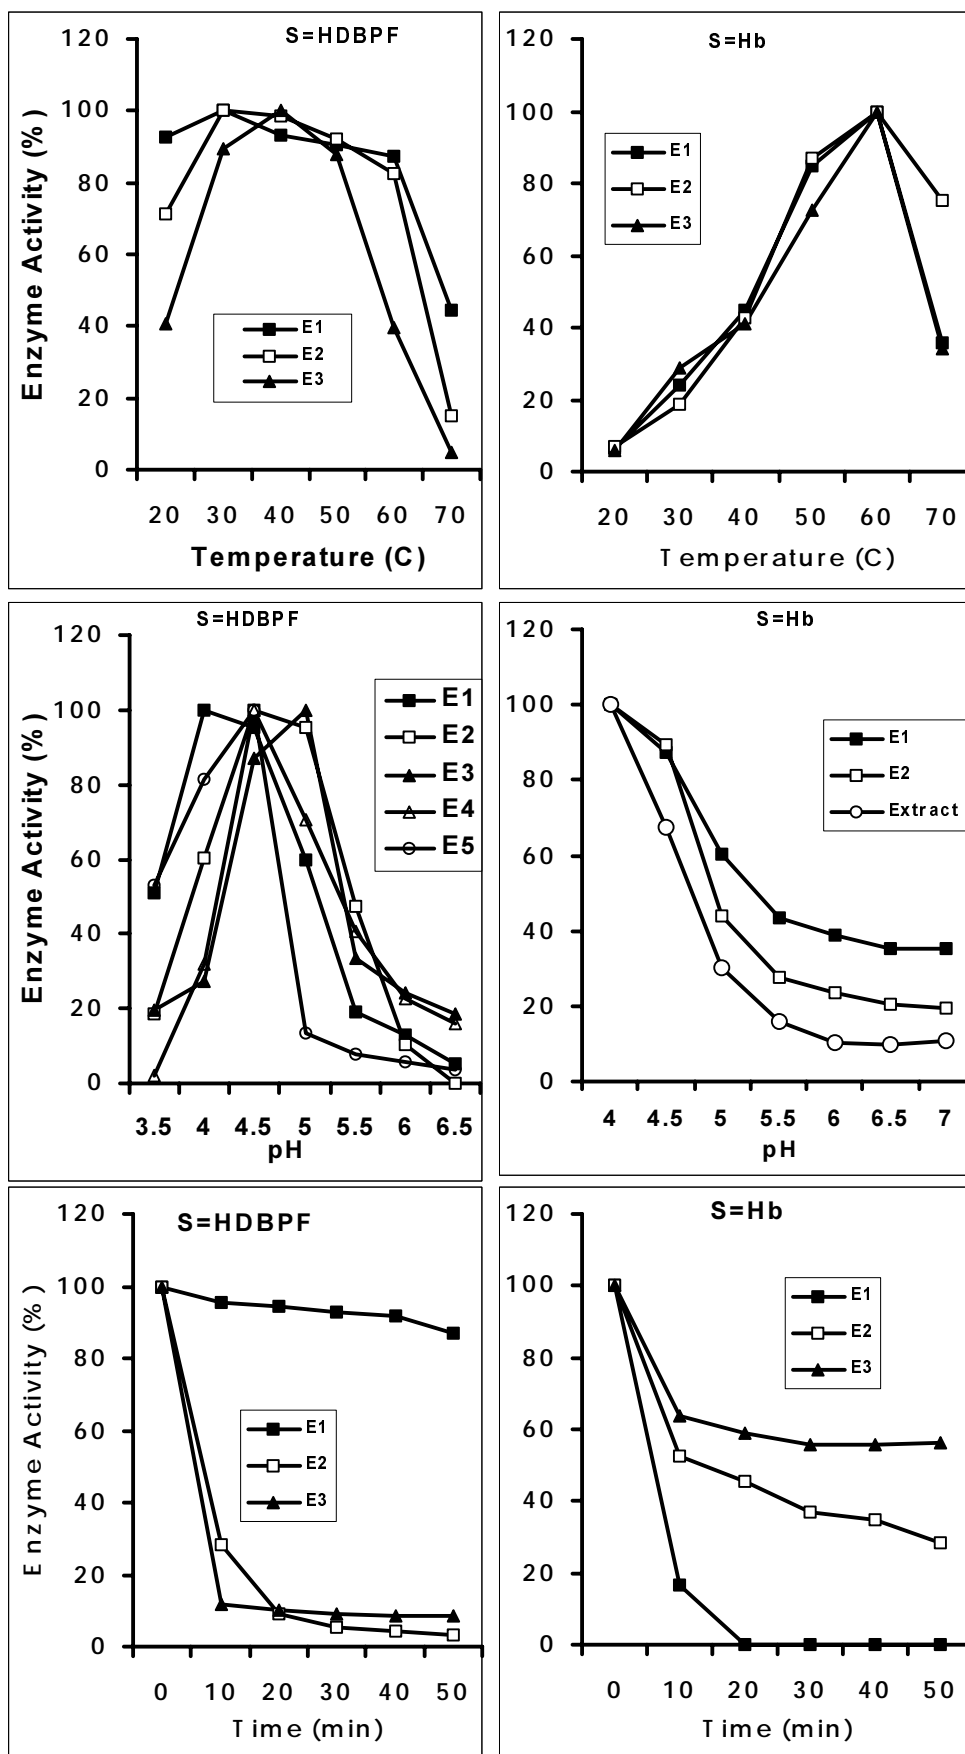 S=HDBPF
Enzyme Activity (%)
120
100
80
60
40
20
0
E1
E2
E3
20 30 40 50 60 70
Temperature (C)
S=Hb
120
100
80
60
40
20
0
E1
E2
E3
20 30 40 50 60 70
Temperature (C)
S=HDBPF
Enzyme Activity (%)
120
100
80
60
40
20
0
E1
E2
E3
E4
E5
3.5 4 4.5 5 5.5 6 6.5
pH
S=Hb
120
100
80
60
40
20
0
E1
E2
Extract
4 4.5 5 5.5 6 6.5 7
pH
S=HDBPF
Enzyme Activity (%)
120
100
80
60
40
20
0
E1
E2
E3
0 10 20 30 40 50
Time (min)
S=Hb
120
100
80
60
40
20
0
E1
E2
E3
0 10 20 30 40 50
Time (min)